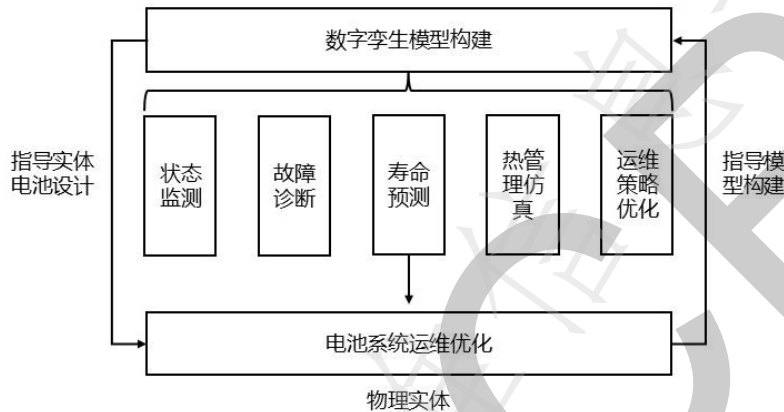 数字孪生模型构建
指导实体
电池设计
状态
监测
故障
诊断
寿命
预测
热管
理仿
真
运维
策略
优化
指导模
型构建
电池系统运维优化
物理实体